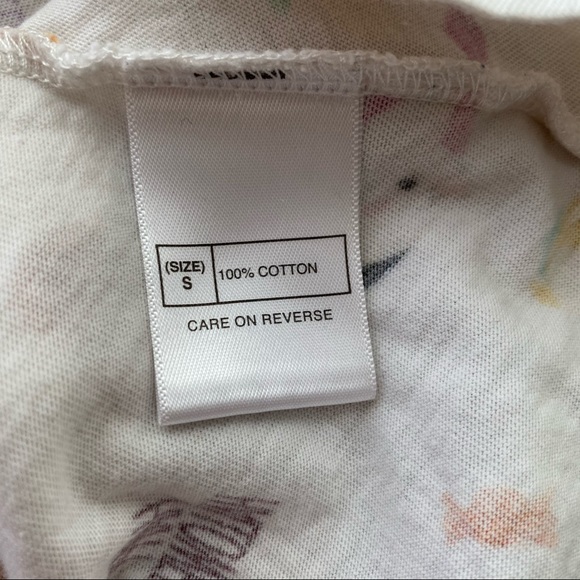 (SIZE)
S
100% COTTON
CARE ON REVERSE